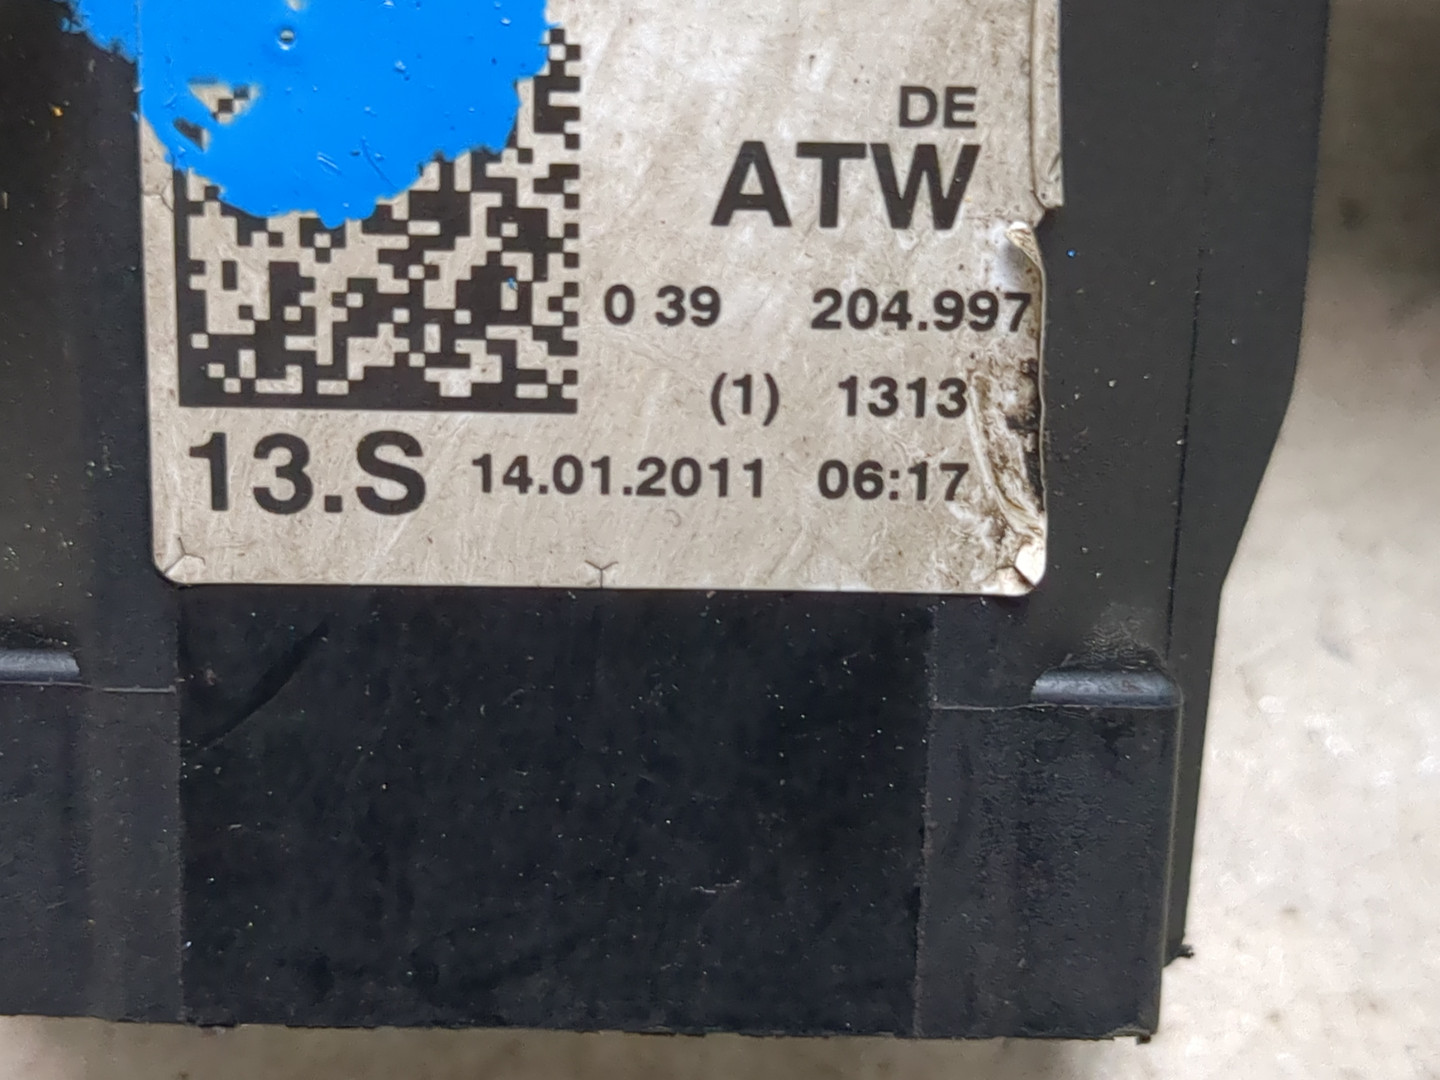 DE
ATW
0 39 204.997
(1) 1313
13.S 14.01.2011 06:17